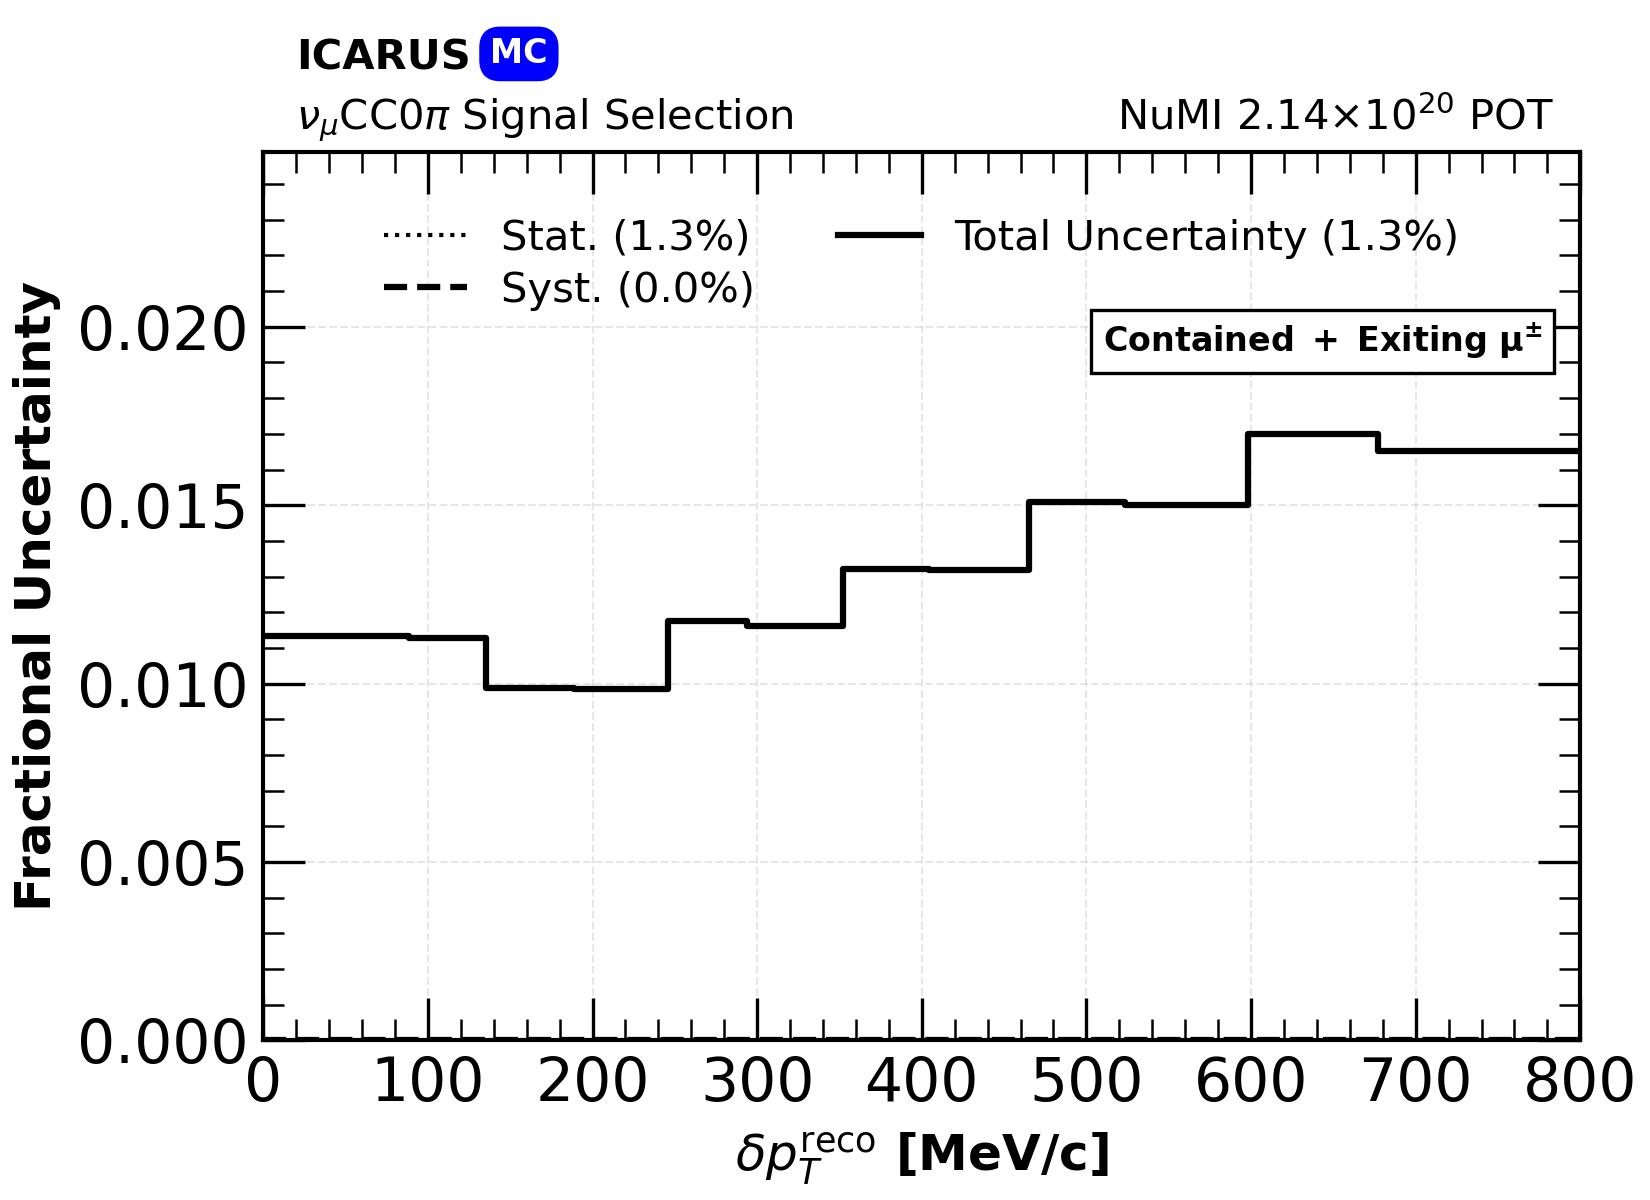 ICARUS MC
νμCC0π Signal Selection NuMI 2.14×10²⁰ POT
Stat. (1.3%) Total Uncertainty (1.3%)
Syst. (0.0%)
Contained + Exiting μ±
Fractional Uncertainty
0.020
0.015
0.010
0.005
0.000
0 100 200 300 400 500 600 700 800
δp_T^reco [MeV/c]